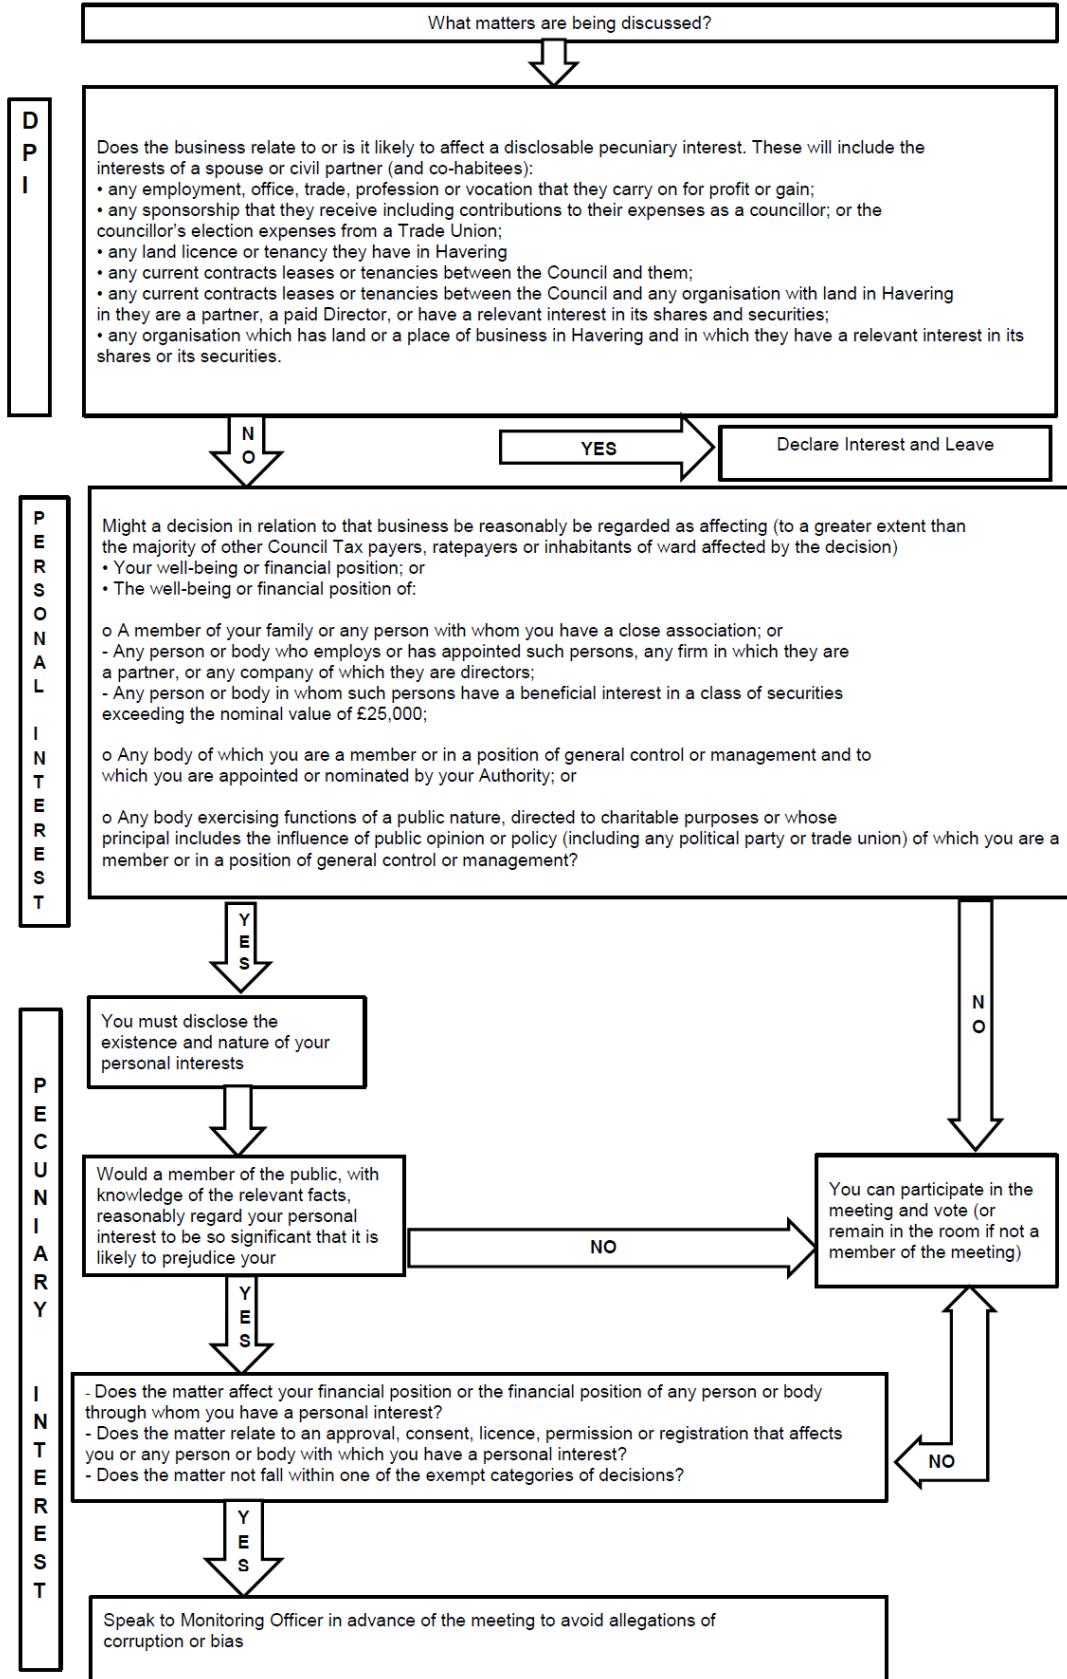 What matters are being discussed?
D
P
I
Does the business relate to or is it likely to affect a disclosable pecuniary interest. These will include the
interests of a spouse or civil partner (and co-habitees):
• any employment, office, trade, profession or vocation that they carry on for profit or gain;
• any sponsorship that they receive including contributions to their expenses as a councillor; or the
councillor's election expenses from a Trade Union;
• any land licence or tenancy they have in Havering
• any current contracts leases or tenancies between the Council and them;
• any current contracts leases or tenancies between the Council and any organisation with land in Havering
in they are a partner, a paid Director, or have a relevant interest in its shares and securities;
• any organisation which has land or a place of business in Havering and in which they have a relevant interest in its
shares or its securities.
N
O
YES
Declare Interest and Leave
P
E
R
S
O
N
A
L
I
N
T
E
R
E
S
T
Might a decision in relation to that business be reasonably be regarded as affecting (to a greater extent than
the majority of other Council Tax payers, ratepayers or inhabitants of ward affected by the decision)
• Your well-being or financial position; or
• The well-being or financial position of:
o A member of your family or any person with whom you have a close association; or
- Any person or body who employs or has appointed such persons, any firm in which they are
a partner, or any company of which they are directors;
- Any person or body in whom such persons have a beneficial interest in a class of securities
exceeding the nominal value of £25,000;
o Any body of which you are a member or in a position of general control or management and to
which you are appointed or nominated by your Authority; or
o Any body exercising functions of a public nature, directed to charitable purposes or whose
principal includes the influence of public opinion or policy (including any political party or trade union) of which you are a
member or in a position of general control or management?
Y
E
S
N
O
You must disclose the
existence and nature of your
personal interests
P
E
C
U
N
I
A
R
Y
I
N
T
E
R
E
S
T
Would a member of the public, with
knowledge of the relevant facts,
reasonably regard your personal
interest to be so significant that it is
likely to prejudice your
NO
You can participate in the
meeting and vote (or
remain in the room if not a
member of the meeting)
Y
E
S
- Does the matter affect your financial position or the financial position of any person or body
through whom you have a personal interest?
- Does the matter relate to an approval, consent, licence, permission or registration that affects
you or any person or body with which you have a personal interest?
- Does the matter not fall within one of the exempt categories of decisions?
NO
Y
E
S
Speak to Monitoring Officer in advance of the meeting to avoid allegations of
corruption or bias